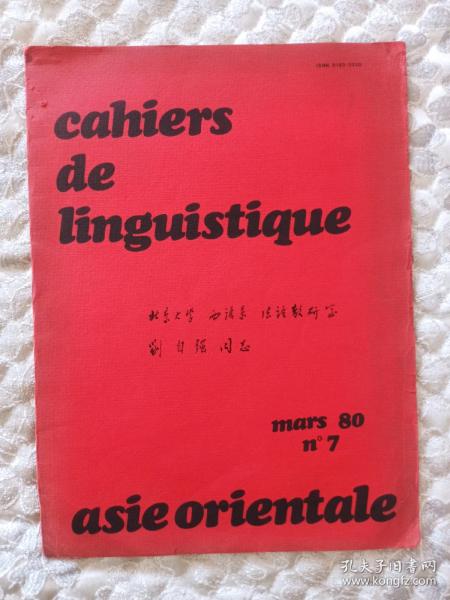 cahiers
de
linguistique
北京大学 西语系 法语教研室
刘自强 同志
mars 80
n° 7
asie orientale
孔夫子旧书网
www.kongfz.com